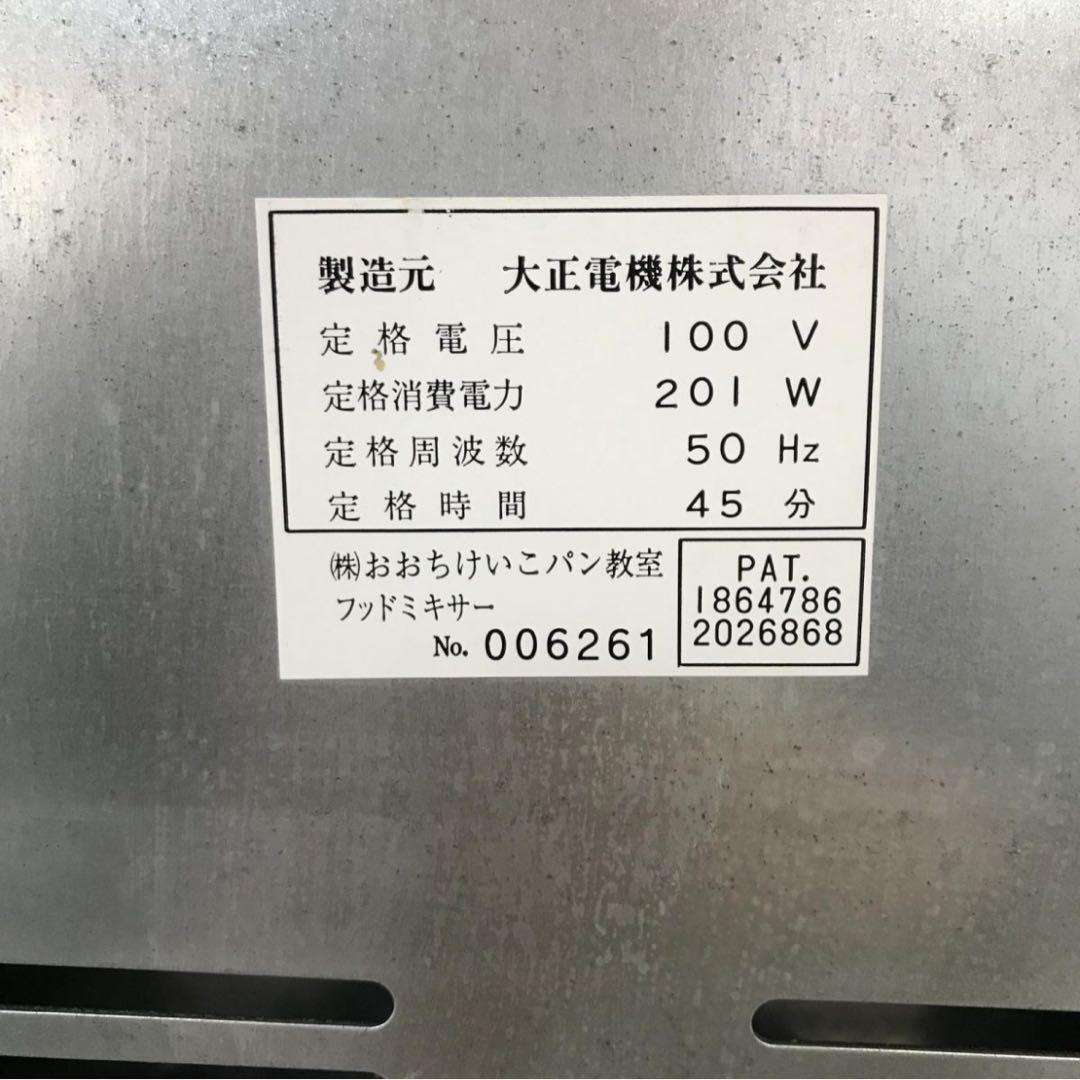 製造元 大正電機株式会社
定格電圧 100 V
定格消費電力 201 W
定格周波数 50 Hz
定格時間 45 分
㈱おおちけいこパン教室
フッドミキサー
No. 006261
PAT.
1864786
2026868